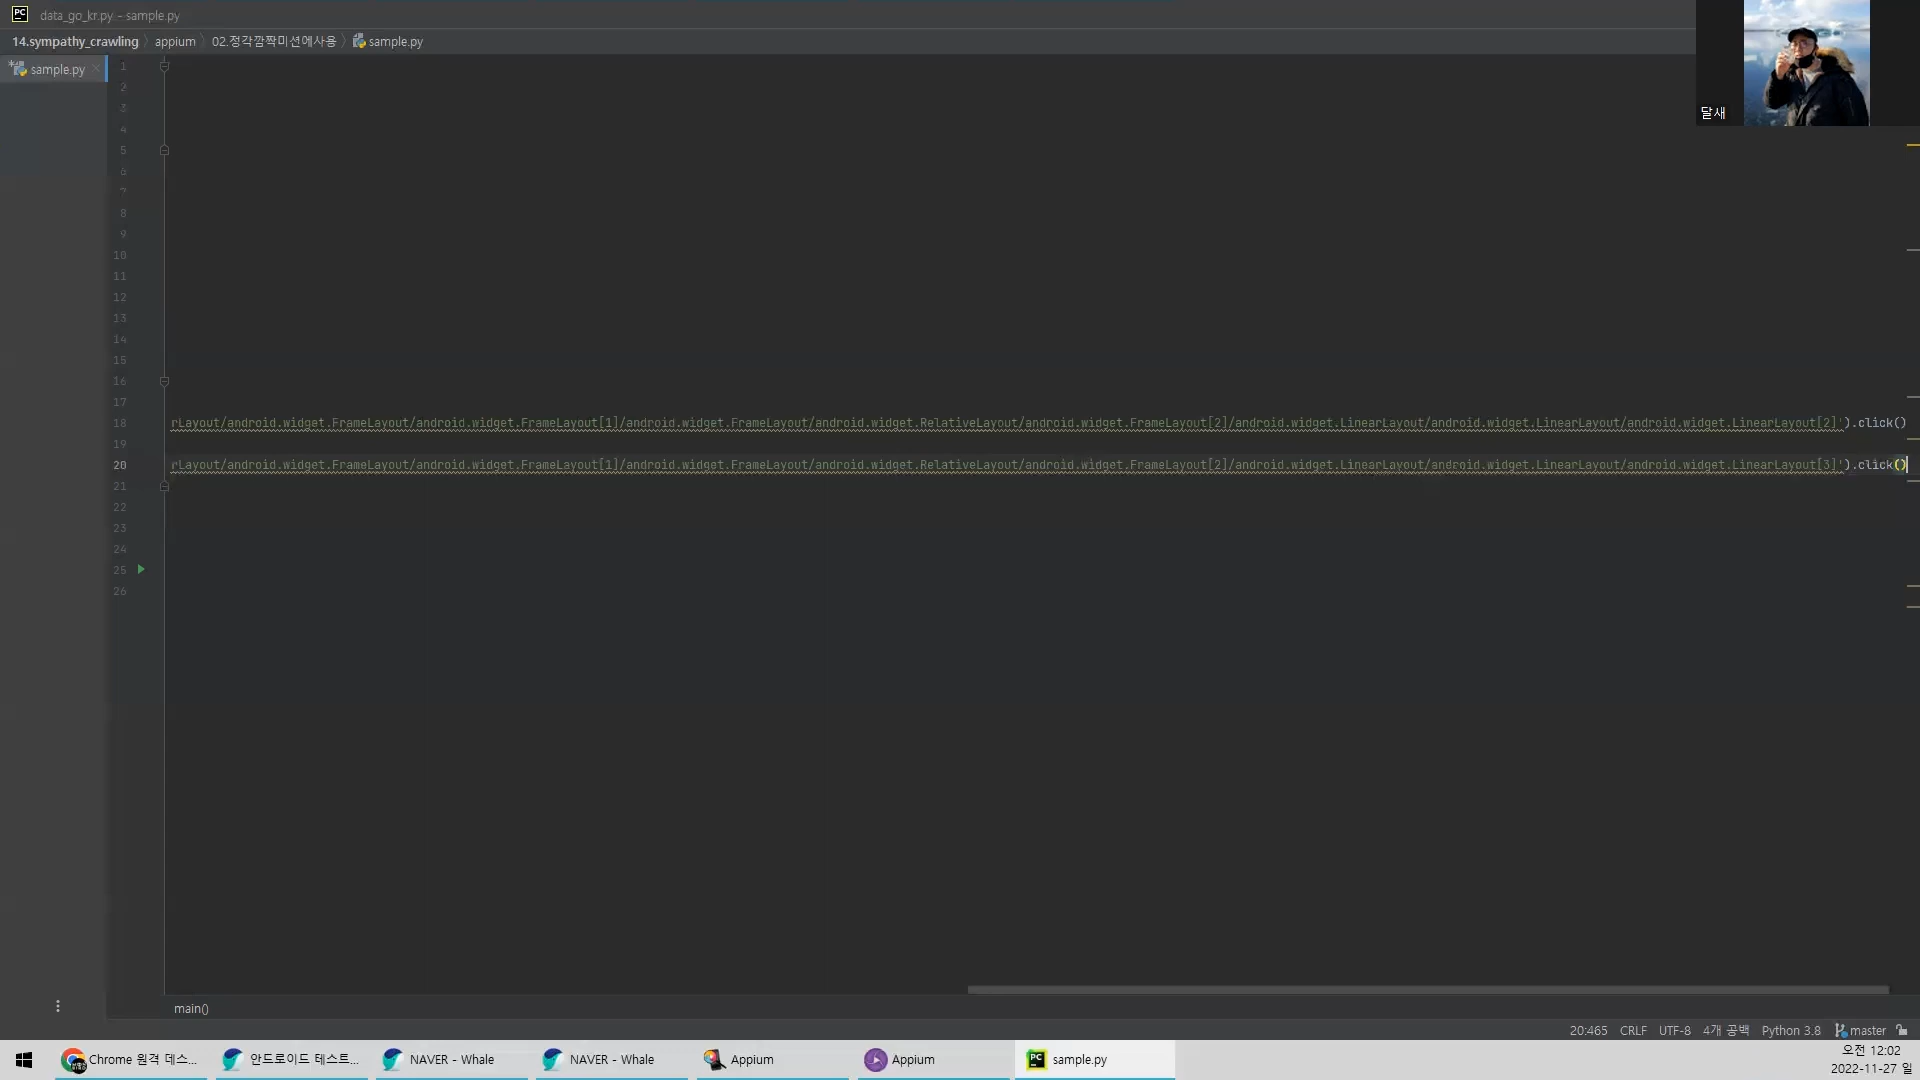 PC data_go_kr.py - sample.py
14.sympathy_crawling appium 02.정각깜짝미션에사용 sample.py
달새
sample.py
1
2
3
4
5
6
7
8
9
10
11
12
13
14
15
16
17
18 rLayout/android.widget.FrameLayout/android.widget.FrameLayout[1]/android.widget.FrameLayout/android.widget.RelativeLayout/android.widget.FrameLayout[2]/android.widget.LinearLayout/android.widget.LinearLayout/android.widget.LinearLayout[2]').click()
19
20 rLayout/android.widget.FrameLayout/android.widget.FrameLayout[1]/android.widget.FrameLayout/android.widget.RelativeLayout/android.widget.FrameLayout[2]/android.widget.LinearLayout/android.widget.LinearLayout/android.widget.LinearLayout[3]').click()
21
22
23
24
25
26
main()
20:465 CRLF UTF-8 4개 공백 Python 3.8 master
Chrome 원격 데스... 안드로이드 테스트... NAVER - Whale NAVER - Whale Appium Appium PC sample.py
오전 12:02
2022-11-27 일